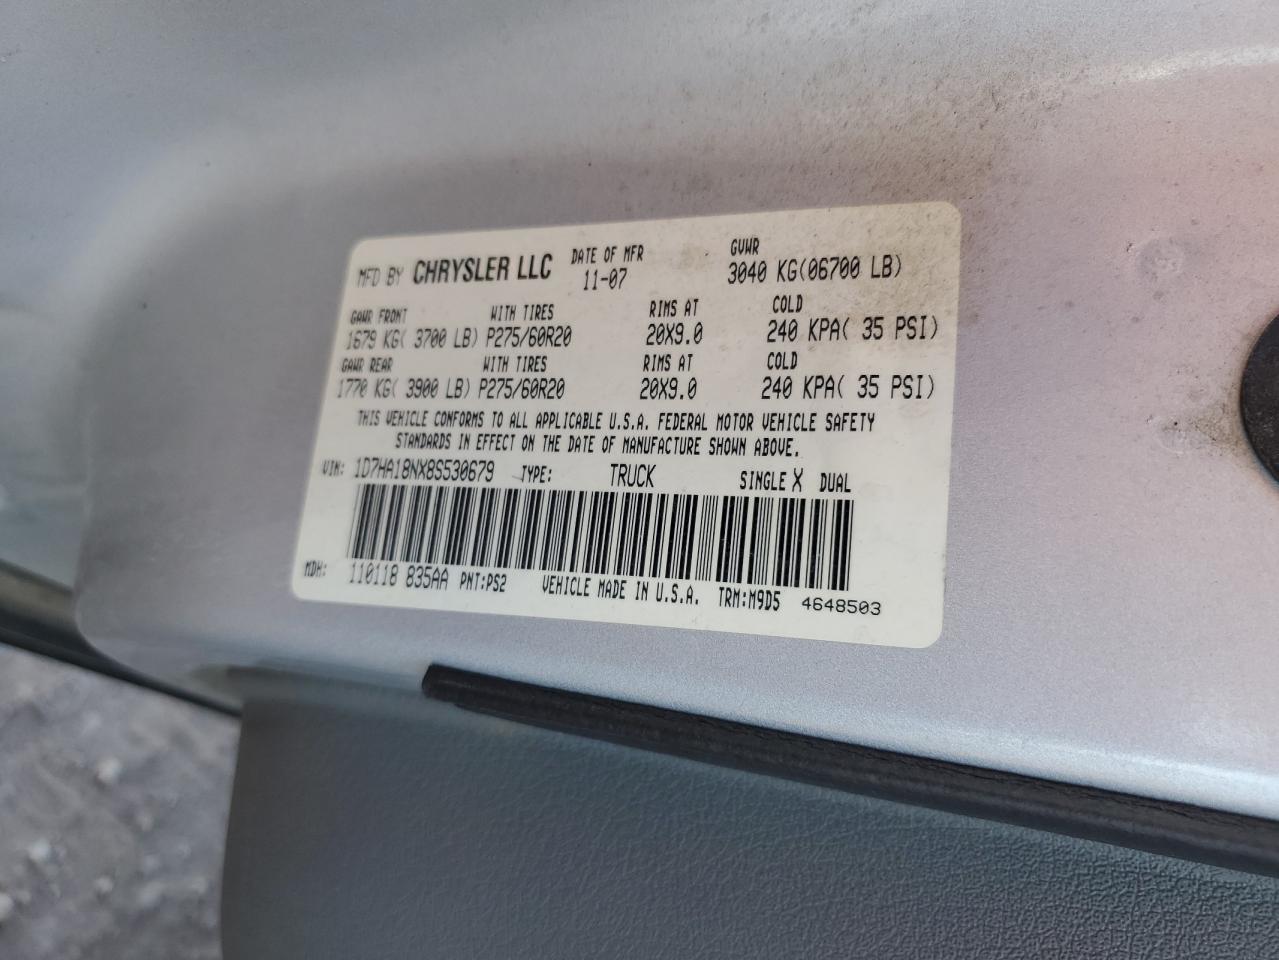 MFD BY CHRYSLER LLC DATE OF MFR 11-07 GVWR 3040 KG(06700 LB)
GAWR FRONT WITH TIRES RIMS AT COLD
1679 KG( 3700 LB) P275/60R20 20X9.0 240 KPA( 35 PSI)
GAWR REAR WITH TIRES RIMS AT COLD
1770 KG( 3900 LB) P275/60R20 20X9.0 240 KPA( 35 PSI)
THIS VEHICLE CONFORMS TO ALL APPLICABLE U.S.A. FEDERAL MOTOR VEHICLE SAFETY
STANDARDS IN EFFECT ON THE DATE OF MANUFACTURE SHOWN ABOVE.
VIN: 1D7HA18NX8S530679 TYPE: TRUCK SINGLE X DUAL
MDH: 110118 835AA PNT:PS2 VEHICLE MADE IN U.S.A. TRM:M9D5 4648503